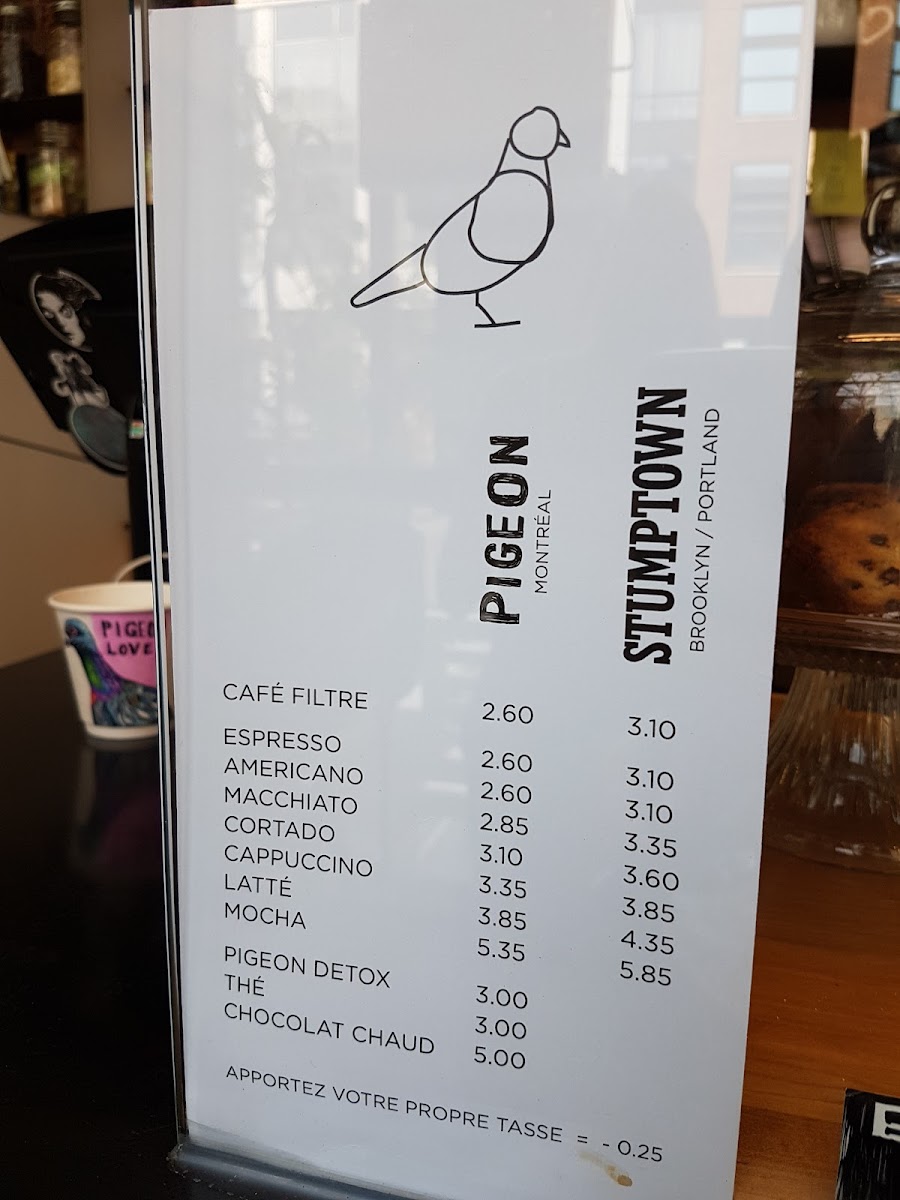 PIGEON
MONTRÉAL
STUMPTOWN
BROOKLYN / PORTLAND
CAFÉ FILTRE 2.60 3.10
ESPRESSO 2.60 3.10
AMERICANO 2.60 3.10
MACCHIATO 2.85 3.35
CORTADO 3.10 3.60
CAPPUCCINO 3.35 3.85
LATTÉ 3.85 4.35
MOCHA 5.35 5.85
PIGEON DETOX 3.00
THÉ 3.00
CHOCOLAT CHAUD 5.00
APPORTEZ VOTRE PROPRE TASSE = - 0.25
LOVE